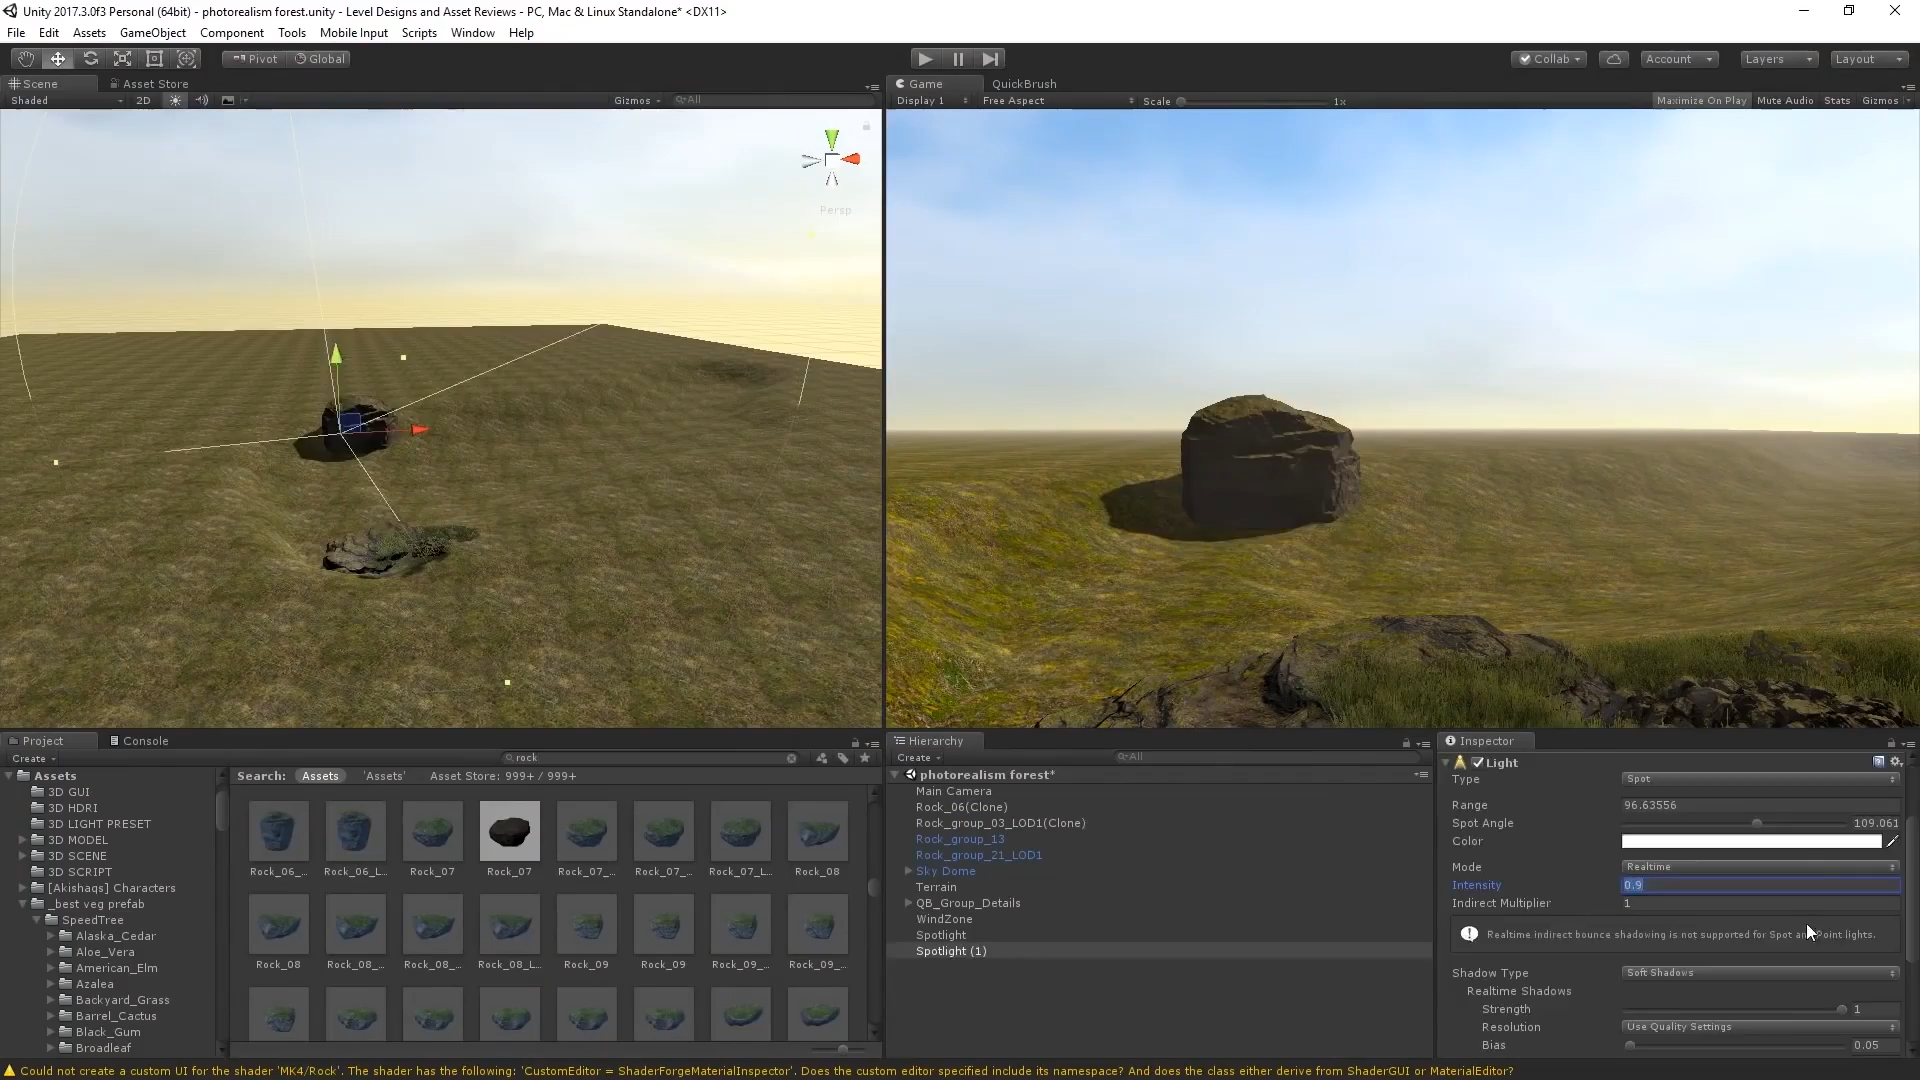 Unity 2017.3.0f3 Personal (64bit) - photorealism forest.unity - Level Designs and Asset Reviews - PC, Mac & Linux Standalone* <DX11>
File Edit Assets GameObject Component Tools Mobile Input Scripts Window Help
Pivot Global Collab Account Layers Layout
Scene Asset Store
Shaded 2D Gizmos All
Game QuickBrush
Display 1 Free Aspect Scale 1x Maximize On Play Mute Audio Stats Gizmos
Persp
Project Console
Create rock
Assets
3D GUI
3D HDRI
3D LIGHT PRESET
3D MODEL
3D SCENE
3D SCRIPT
[Akishaqs] Characters
_best veg prefab
SpeedTree
Alaska_Cedar
Aloe_Vera
American_Elm
Azalea
Backyard_Grass
Barrel_Cactus
Black_Gum
Broadleaf
Search: Assets 'Assets' Asset Store: 999+ / 999+
Rock_06_... Rock_06_L... Rock_07 Rock_07 Rock_07_... Rock_07_... Rock_07_L... Rock_08
Rock_08 Rock_08_... Rock_08_... Rock_08_L... Rock_09 Rock_09 Rock_09_... Rock_09_...
Hierarchy
Create All
photorealism forest*
Main Camera
Rock_06(Clone)
Rock_group_03_LOD1(Clone)
Rock_group_13
Rock_group_21_LOD1
Sky Dome
Terrain
QB_Group_Details
WindZone
Spotlight
Spotlight (1)
Inspector
Light
Type Spot
Range 96.63556
Spot Angle 109.061
Color
Mode Realtime
Intensity 0.9
Indirect Multiplier 1
Realtime indirect bounce shadowing is not supported for Spot and Point lights.
Shadow Type Soft Shadows
Realtime Shadows
Strength 1
Resolution Use Quality Settings
Bias 0.05
Could not create a custom UI for the shader 'MK4/Rock'. The shader has the following: 'CustomEditor = ShaderForgeMaterialInspector'. Does the custom editor specified include its namespace? And does the class either derive from ShaderGUI or MaterialEditor?